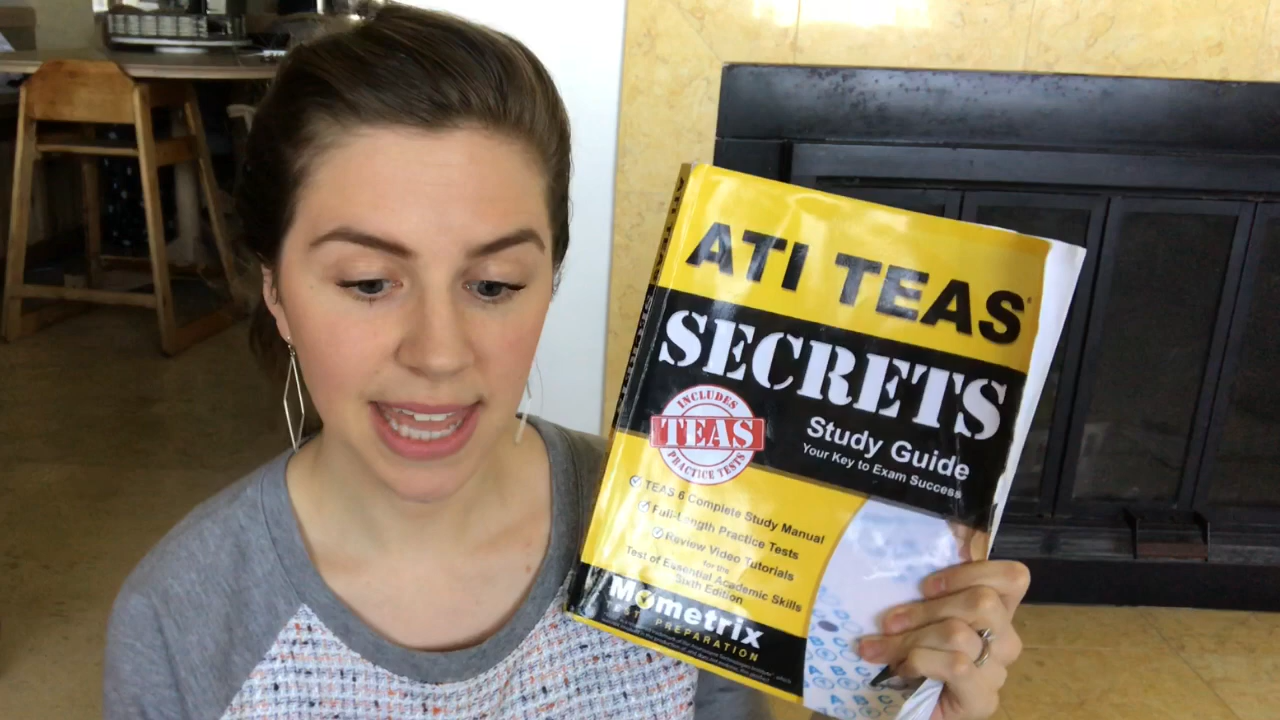 ATI TEAS
SECRETS
Study Guide
Your Key to Exam Success
INCLUDES
TEAS
PRACTICE TESTS
TEAS 6 Complete Study Manual
Full-Length Practice Tests
Review Video Tutorials
for the
Test of Essential Academic Skills
Sixth Edition
Mometrix
TEST PREPARATION